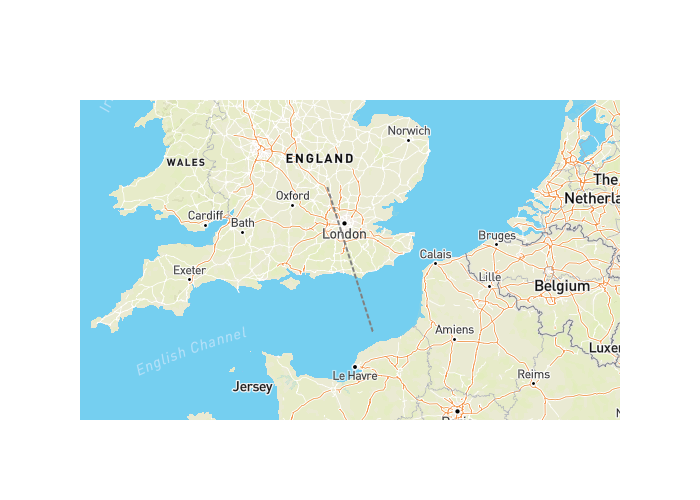 Norwich
ENGLAND
WALES
The
Netherla
Oxford
Cardiff
Bath
London
Bruges
Calais
Exeter
Lille
Belgium
English Channel
Amiens
Luxer
Le Havre
Reims
Jersey